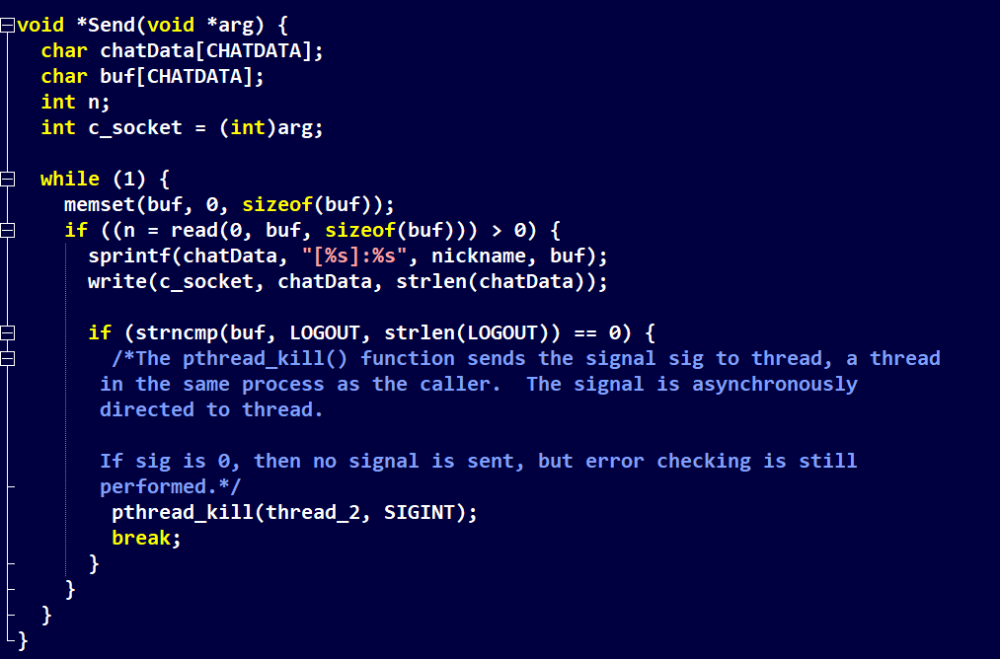 void *Send(void *arg) {
  char chatData[CHATDATA];
  char buf[CHATDATA];
  int n;
  int c_socket = (int)arg;

  while (1) {
    memset(buf, 0, sizeof(buf));
    if ((n = read(0, buf, sizeof(buf))) > 0) {
      sprintf(chatData, "[%s]:%s", nickname, buf);
      write(c_socket, chatData, strlen(chatData));

      if (strncmp(buf, LOGOUT, strlen(LOGOUT)) == 0) {
        /*The pthread_kill() function sends the signal sig to thread, a thread
       in the same process as the caller.  The signal is asynchronously
       directed to thread.

       If sig is 0, then no signal is sent, but error checking is still
       performed.*/
        pthread_kill(thread_2, SIGINT);
        break;
      }
    }
  }
}